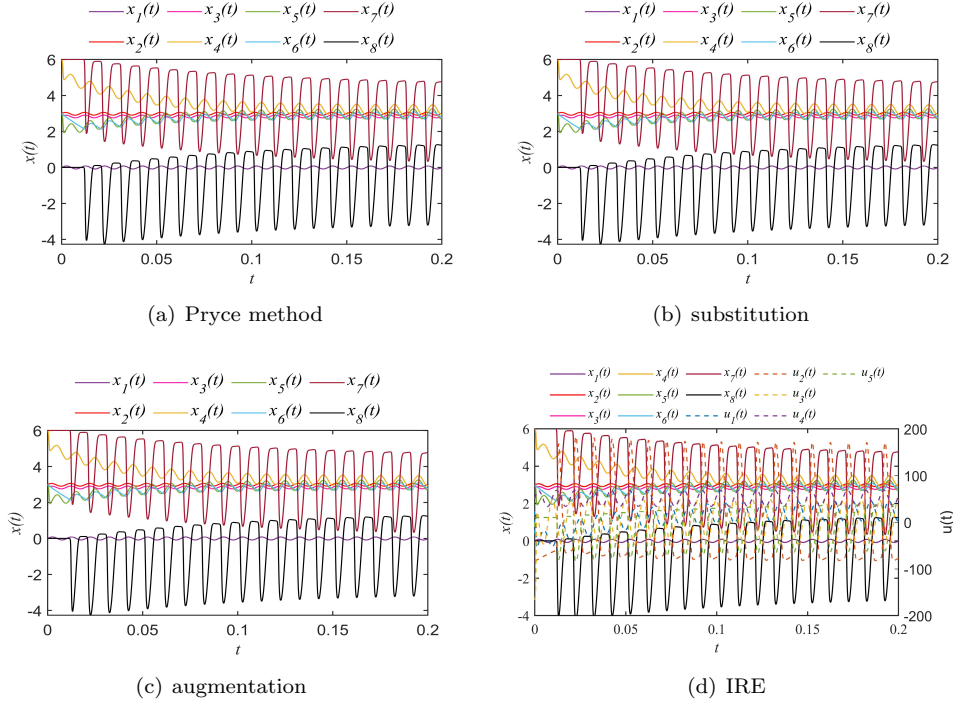 x1(t) x3(t) x5(t) x7(t)
x2(t) x4(t) x6(t) x8(t)
6
4
2
0
-2
-4
x(t)
0 0.05 0.1 0.15 0.2
t
(a) Pryce method
x1(t) x3(t) x5(t) x7(t)
x2(t) x4(t) x6(t) x8(t)
6
4
2
0
-2
-4
x(t)
0 0.05 0.1 0.15 0.2
t
(b) substitution
x1(t) x3(t) x5(t) x7(t)
x2(t) x4(t) x6(t) x8(t)
6
4
2
0
-2
-4
x(t)
0 0.05 0.1 0.15 0.2
t
(c) augmentation
x1(t) x4(t) x7(t) u2(t) u5(t)
x2(t) x5(t) x8(t) u3(t)
x3(t) x6(t) u1(t) u4(t)
6
4
2
0
-2
-4
x(t)
200
100
0
-100
-200
u(t)
0 0.05 0.1 0.15 0.2
t
(d) IRE